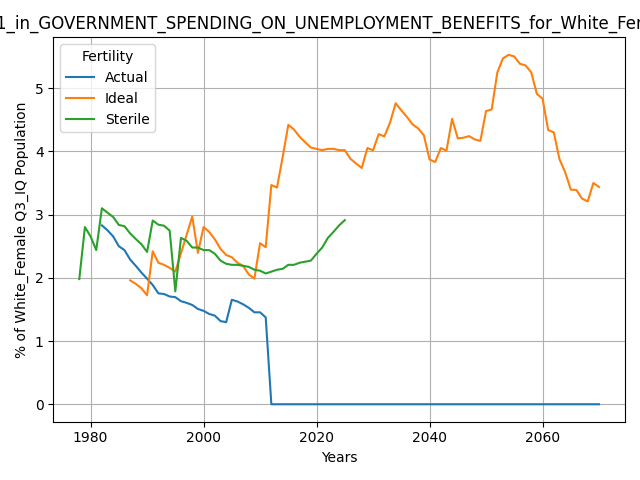 1_in_GOVERNMENT_SPENDING_ON_UNEMPLOYMENT_BENEFITS_for_White_Fem
Fertility
Actual
Ideal
Sterile
% of White_Female Q3_IQ Population
5
4
3
2
1
0
1980 2000 2020 2040 2060
Years